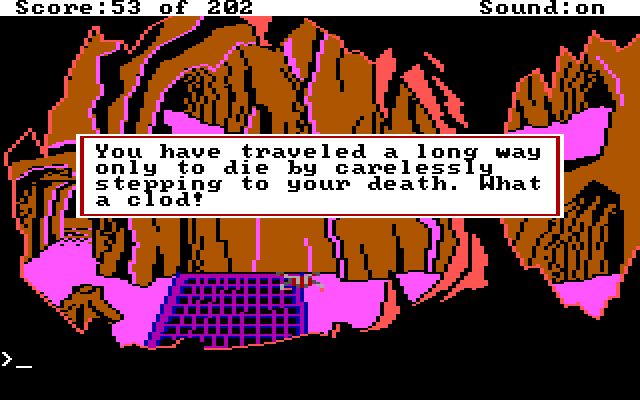 Score:53 of 202 Sound:on
You have traveled a long way
only to die by carelessly
stepping to your death. What
a clod!
>_